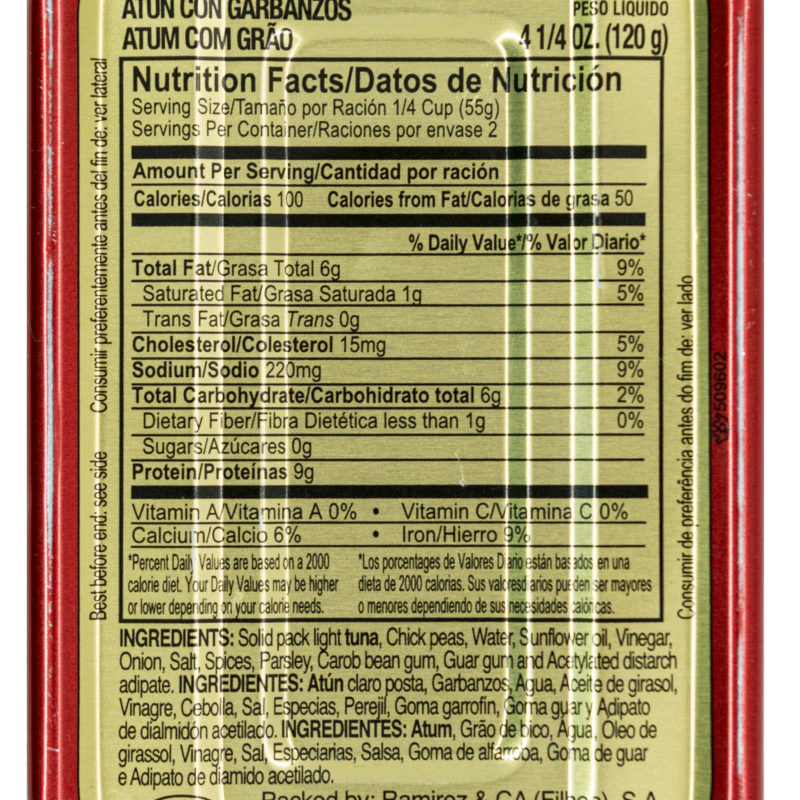 ATÚN CON GARBANZOS
ATUM COM GRÃO
PESO LÍQUIDO
4 1/4 OZ. (120 g)
Nutrition Facts/Datos de Nutrición
Serving Size/Tamaño por Ración 1/4 Cup (55g)
Servings Per Container/Raciones por envase 2
Amount Per Serving/Cantidad por ración
Calories/Calorias 100 Calories from Fat/Calorias de grasa 50
% Daily Value*/% Valor Diario*
Total Fat/Grasa Total 6g 9%
Saturated Fat/Grasa Saturada 1g 5%
Trans Fat/Grasa Trans 0g
Cholesterol/Colesterol 15mg 5%
Sodium/Sodio 220mg 9%
Total Carbohydrate/Carbohidrato total 6g 2%
Dietary Fiber/Fibra Dietética less than 1g 0%
Sugars/Azúcares 0g
Protein/Proteínas 9g
Vitamin A/Vitamina A 0% • Vitamin C/Vitamina C 0%
Calcium/Calcio 6% • Iron/Hierro 9%
*Percent Daily Values are based on a 2000
calorie diet. Your Daily Values may be higher
or lower depending on your calorie needs.
*Los porcentages de Valores Diario están basados en una
dieta de 2000 calorias. Sus valoresdiarios pueden ser mayores
o menores dependiendo de sus necesidades calóricas.
INGREDIENTS: Solid pack light tuna, Chick peas, Water, Sunflower oil, Vinegar,
Onion, Salt, Spices, Parsley, Carob bean gum, Guar gum and Acetylated distarch
adipate. INGREDIENTES: Atún claro posta, Garbanzos, Agua, Aceite de girasol,
Vinagre, Cebolla, Sal, Especias, Perejil, Goma garrofín, Goma guar y Adipato
de dialmidón acetilado. INGREDIENTES: Atum, Grão de bico, Água, Óleo de
girassol, Vinagre, Sal, Especiarias, Salsa, Goma de alfarroba, Goma de guar
e Adipato de diamido acetilado.
Packed by: Ramirez & CA (Filhos), S.A.
Best before end: see side
Consumir preferentemente antes del fin de: ver lateral
Consumir de preferência antes do fim de: ver lado
7509602